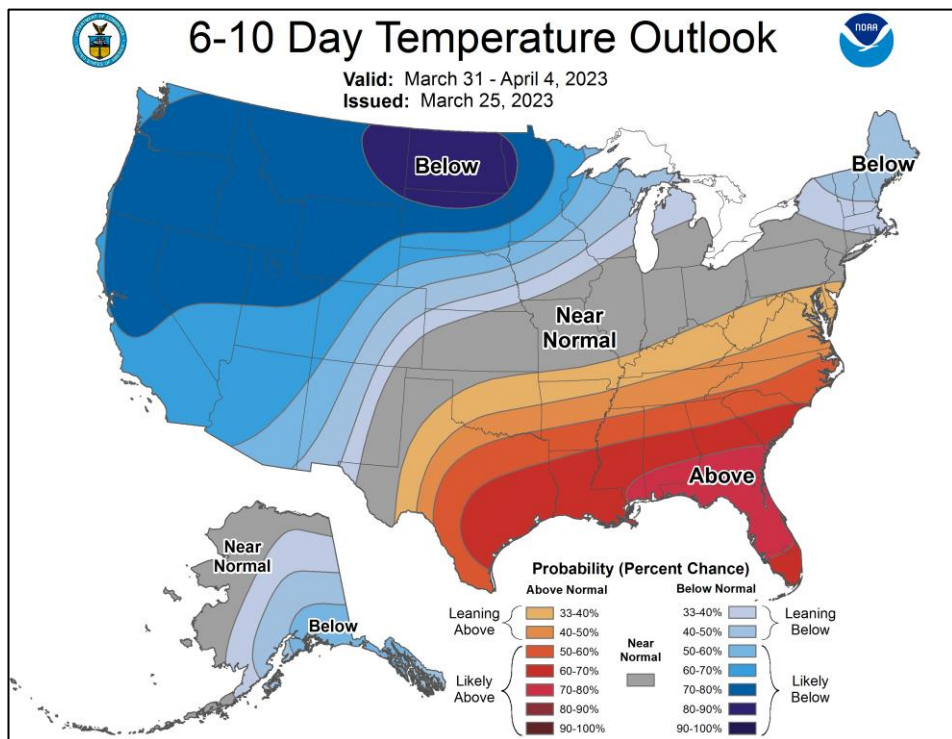 6-10 Day Temperature Outlook
NOAA
Valid: March 31 - April 4, 2023
Issued: March 25, 2023
Below
Below
Near
Normal
Above
Near
Normal
Below
Probability (Percent Chance)
Above Normal
Below Normal
Leaning
Above
33-40%
40-50%
Likely
Above
50-60%
60-70%
70-80%
80-90%
90-100%
Near
Normal
33-40%
40-50%
Leaning
Below
50-60%
60-70%
70-80%
80-90%
90-100%
Likely
Below